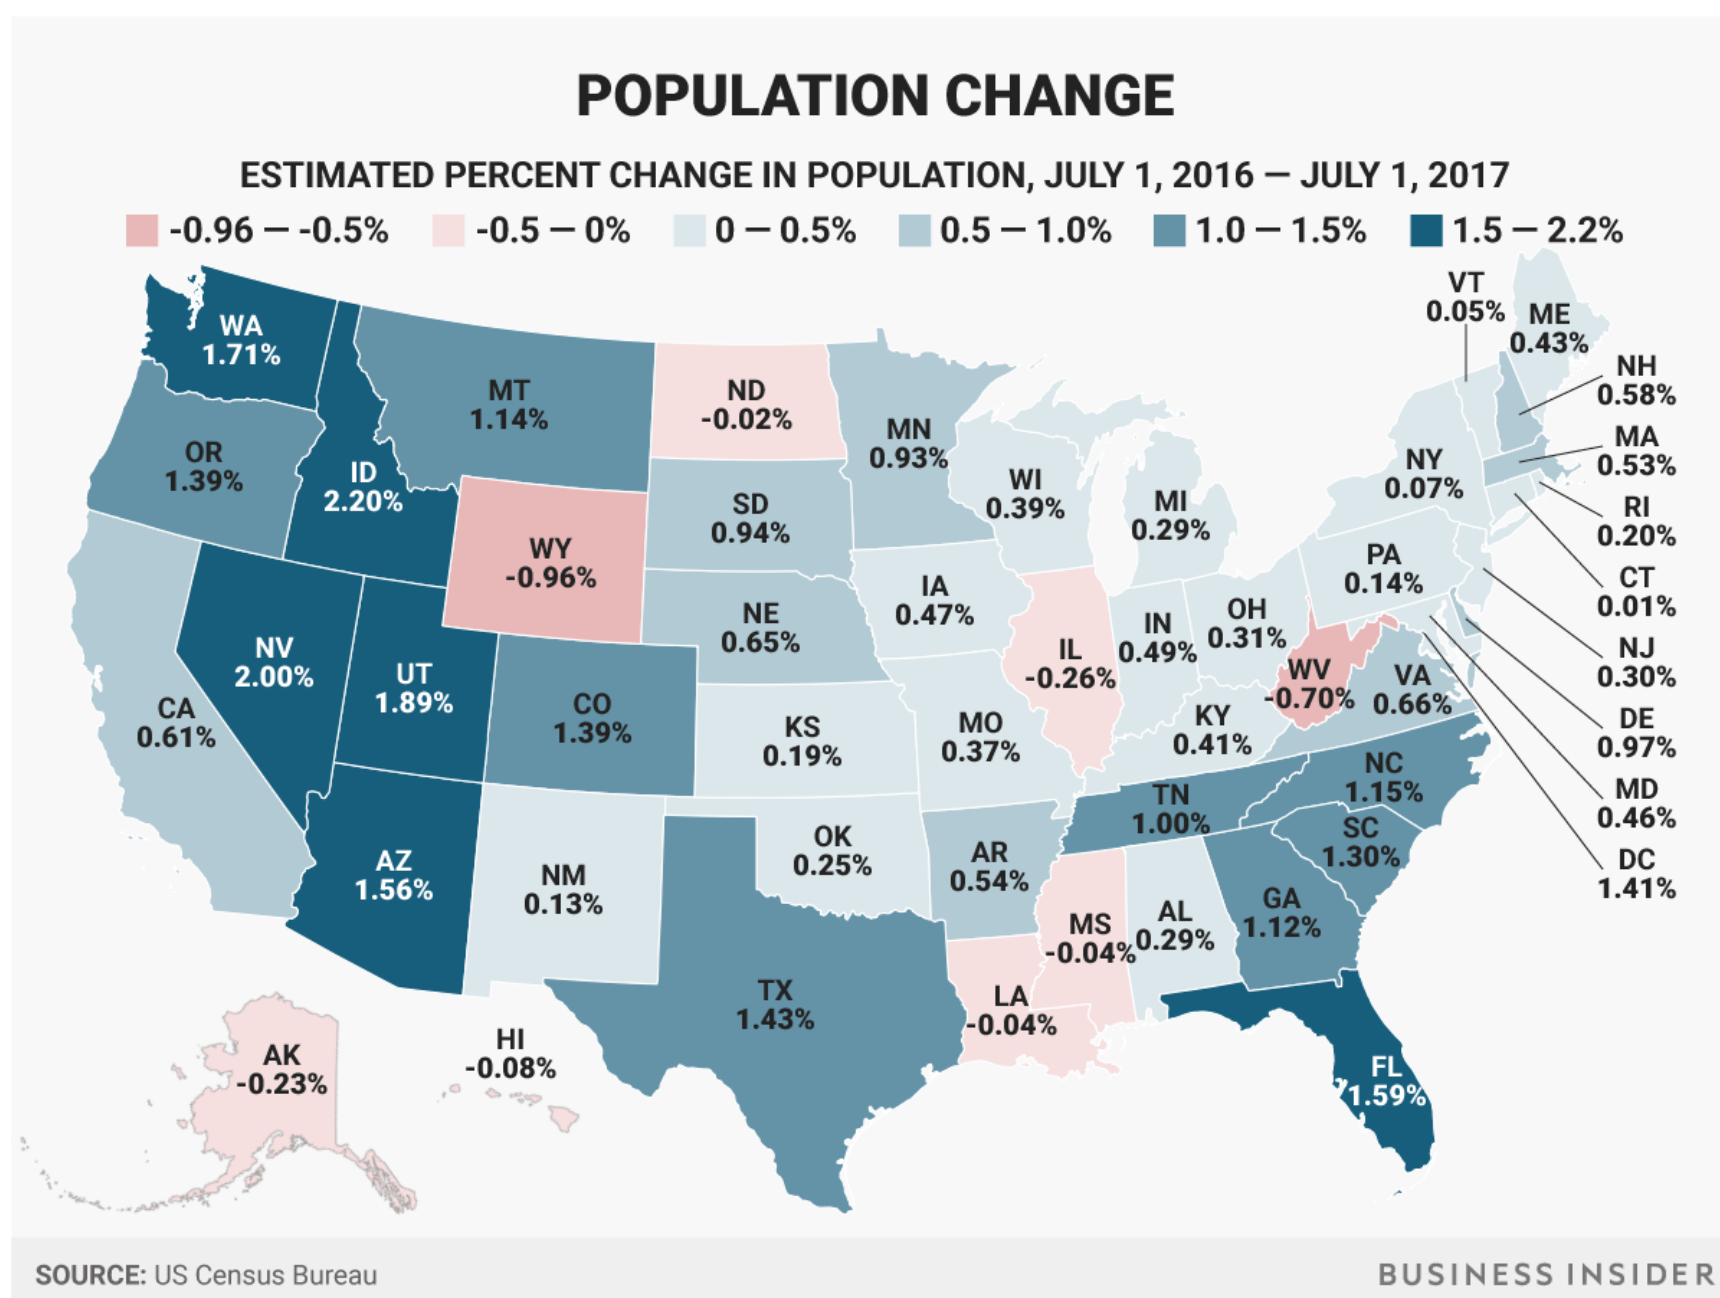 POPULATION CHANGE
ESTIMATED PERCENT CHANGE IN POPULATION, JULY 1, 2016 — JULY 1, 2017
-0.96 — -0.5% -0.5 — 0% 0 — 0.5% 0.5 — 1.0% 1.0 — 1.5% 1.5 — 2.2%
WA
1.71%
OR
1.39%
ID
2.20%
MT
1.14%
ND
-0.02%
MN
0.93%
SD
0.94%
WY
-0.96%
NE
0.65%
WI
0.39%
MI
0.29%
IA
0.47%
VT
0.05%
ME
0.43%
NH
0.58%
MA
0.53%
NY
0.07%
RI
0.20%
PA
0.14%
CT
0.01%
NJ
0.30%
DE
0.97%
MD
0.46%
DC
1.41%
CA
0.61%
NV
2.00%
UT
1.89%
CO
1.39%
KS
0.19%
MO
0.37%
IL
-0.26%
IN
0.49%
OH
0.31%
WV
-0.70%
VA
0.66%
KY
0.41%
NC
1.15%
TN
1.00%
SC
1.30%
AZ
1.56%
NM
0.13%
OK
0.25%
AR
0.54%
MS
-0.04%
AL
0.29%
GA
1.12%
TX
1.43%
LA
-0.04%
FL
1.59%
AK
-0.23%
HI
-0.08%
SOURCE: US Census Bureau
BUSINESS INSIDER